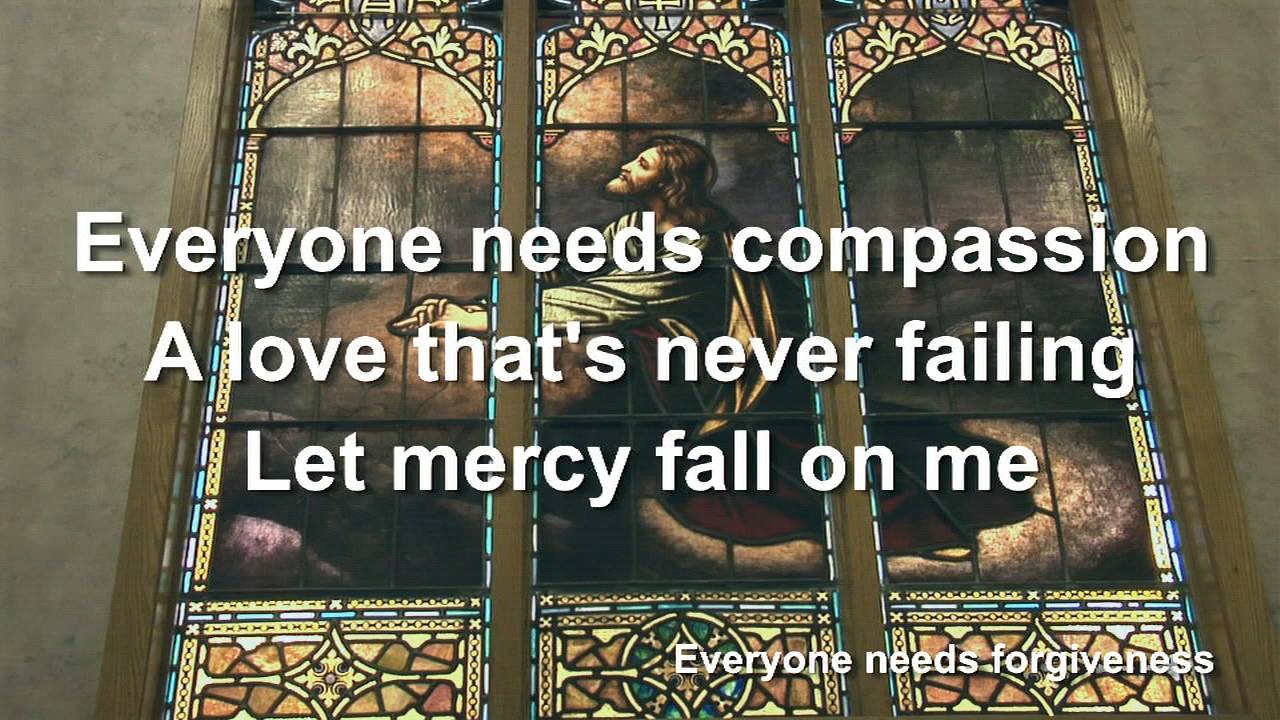 Everyone needs compassion
A love that's never failing
Let mercy fall on me
Everyone needs forgiveness